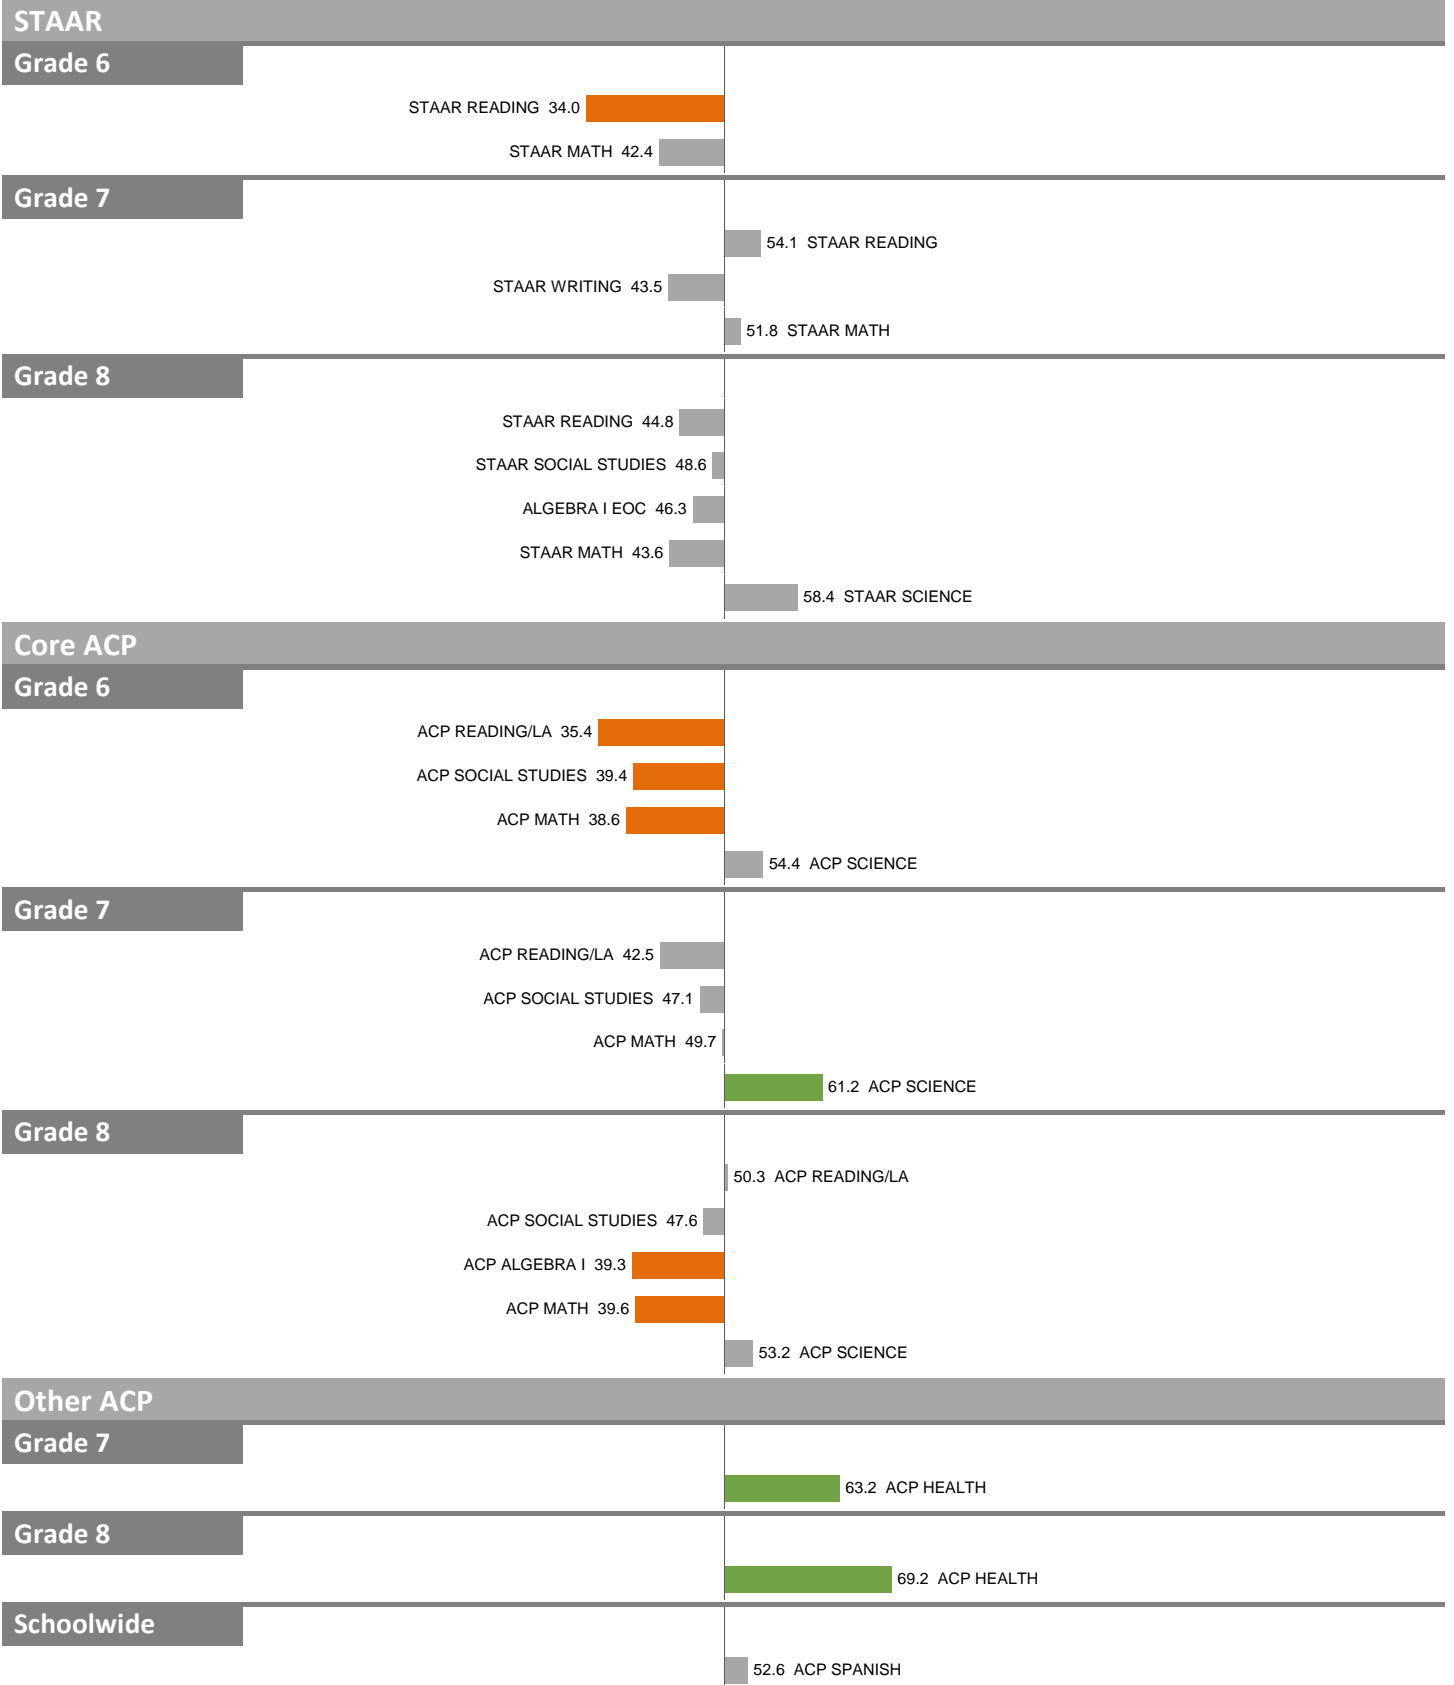 STAAR
Grade 6
STAAR READING 34.0
STAAR MATH 42.4
Grade 7
54.1 STAAR READING
STAAR WRITING 43.5
51.8 STAAR MATH
Grade 8
STAAR READING 44.8
STAAR SOCIAL STUDIES 48.6
ALGEBRA I EOC 46.3
STAAR MATH 43.6
58.4 STAAR SCIENCE
Core ACP
Grade 6
ACP READING/LA 35.4
ACP SOCIAL STUDIES 39.4
ACP MATH 38.6
54.4 ACP SCIENCE
Grade 7
ACP READING/LA 42.5
ACP SOCIAL STUDIES 47.1
ACP MATH 49.7
61.2 ACP SCIENCE
Grade 8
50.3 ACP READING/LA
ACP SOCIAL STUDIES 47.6
ACP ALGEBRA I 39.3
ACP MATH 39.6
53.2 ACP SCIENCE
Other ACP
Grade 7
63.2 ACP HEALTH
Grade 8
69.2 ACP HEALTH
Schoolwide
52.6 ACP SPANISH